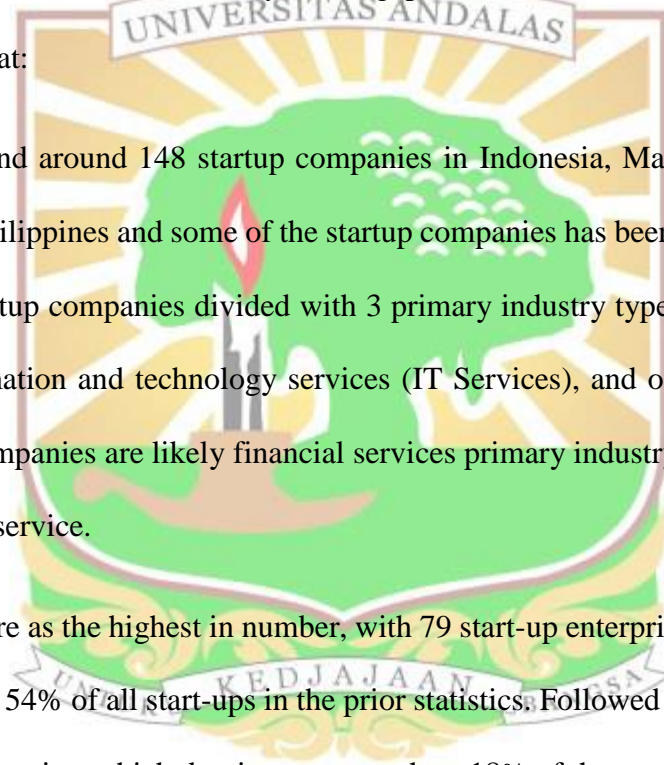 UNIVERSITAS ANDALAS
at:
nd around 148 startup companies in Indonesia, Ma
ilippines and some of the startup companies has been
rtup companies divided with 3 primary industry type
nation and technology services (IT Services), and o
mpanies are likely financial services primary industry
service.
re as the highest in number, with 79 start-up enterpri
54% of all start-ups in the prior statistics. Followed
KEDJAJAAN
BANGSA